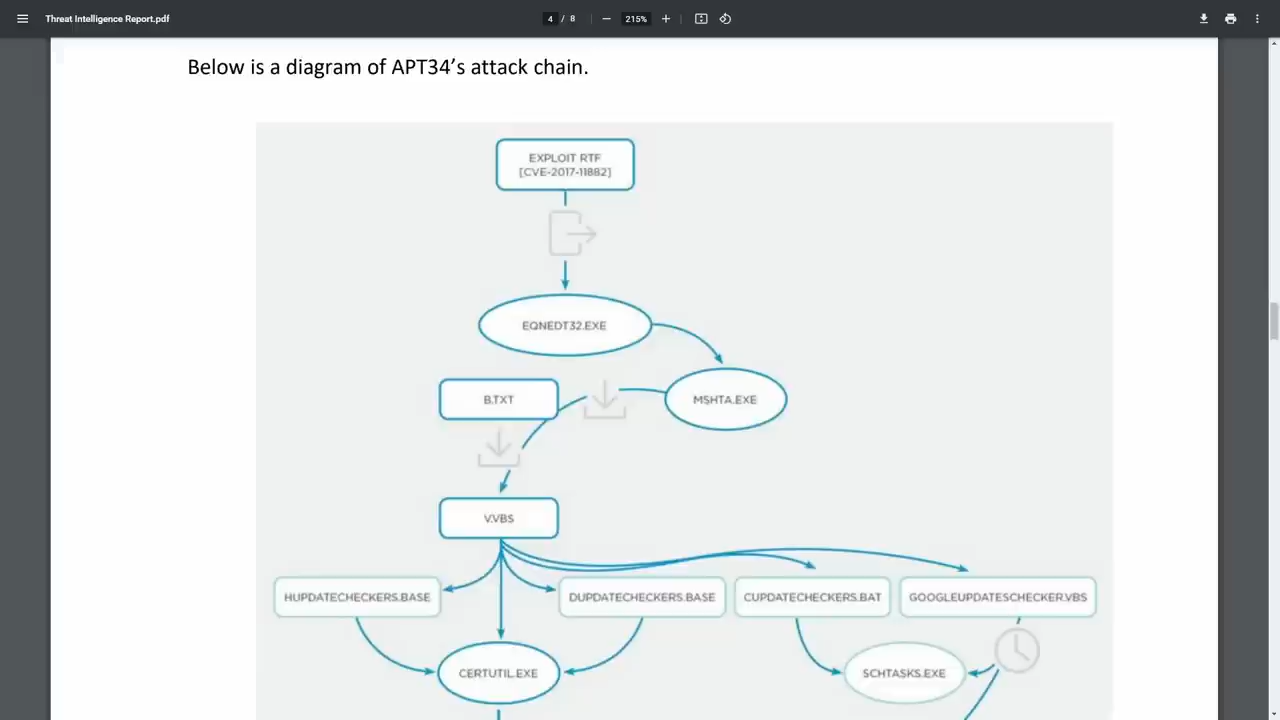 Threat Intelligence Report.pdf
4 / 8
215%
Below is a diagram of APT34’s attack chain.
EXPLOIT RTF
[CVE-2017-11882]
EQNEDT32.EXE
B.TXT
MSHTA.EXE
V.VBS
HUPDATECHECKERS.BASE
DUPDATECHECKERS.BASE
CUPDATECHECKERS.BAT
GOOGLEUPDATESCHECKER.VBS
CERTUTIL.EXE
SCHTASKS.EXE